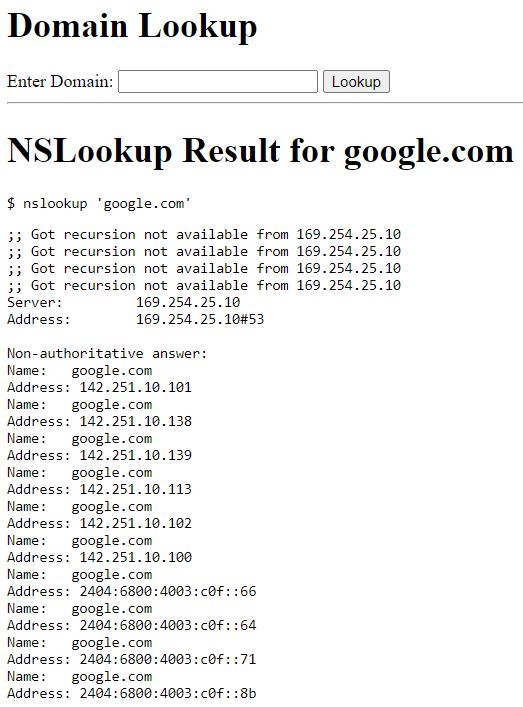 Domain Lookup
Enter Domain: Lookup
NSLookup Result for google.com
$ nslookup 'google.com'
;; Got recursion not available from 169.254.25.10
;; Got recursion not available from 169.254.25.10
;; Got recursion not available from 169.254.25.10
;; Got recursion not available from 169.254.25.10
Server: 169.254.25.10
Address: 169.254.25.10#53
Non-authoritative answer:
Name: google.com
Address: 142.251.10.101
Name: google.com
Address: 142.251.10.138
Name: google.com
Address: 142.251.10.139
Name: google.com
Address: 142.251.10.113
Name: google.com
Address: 142.251.10.102
Name: google.com
Address: 142.251.10.100
Name: google.com
Address: 2404:6800:4003:c0f::66
Name: google.com
Address: 2404:6800:4003:c0f::64
Name: google.com
Address: 2404:6800:4003:c0f::71
Name: google.com
Address: 2404:6800:4003:c0f::8b